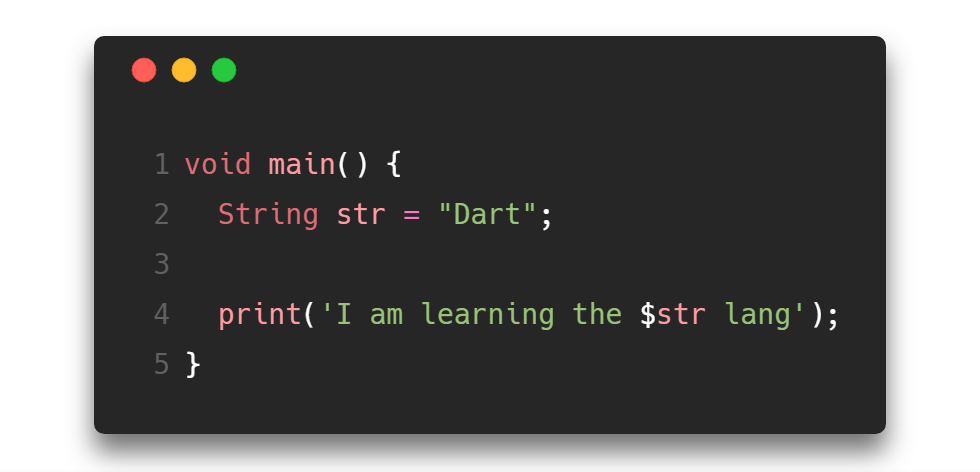 1 void main() {
2   String str = "Dart";
3
4   print('I am learning the $str lang');
5 }